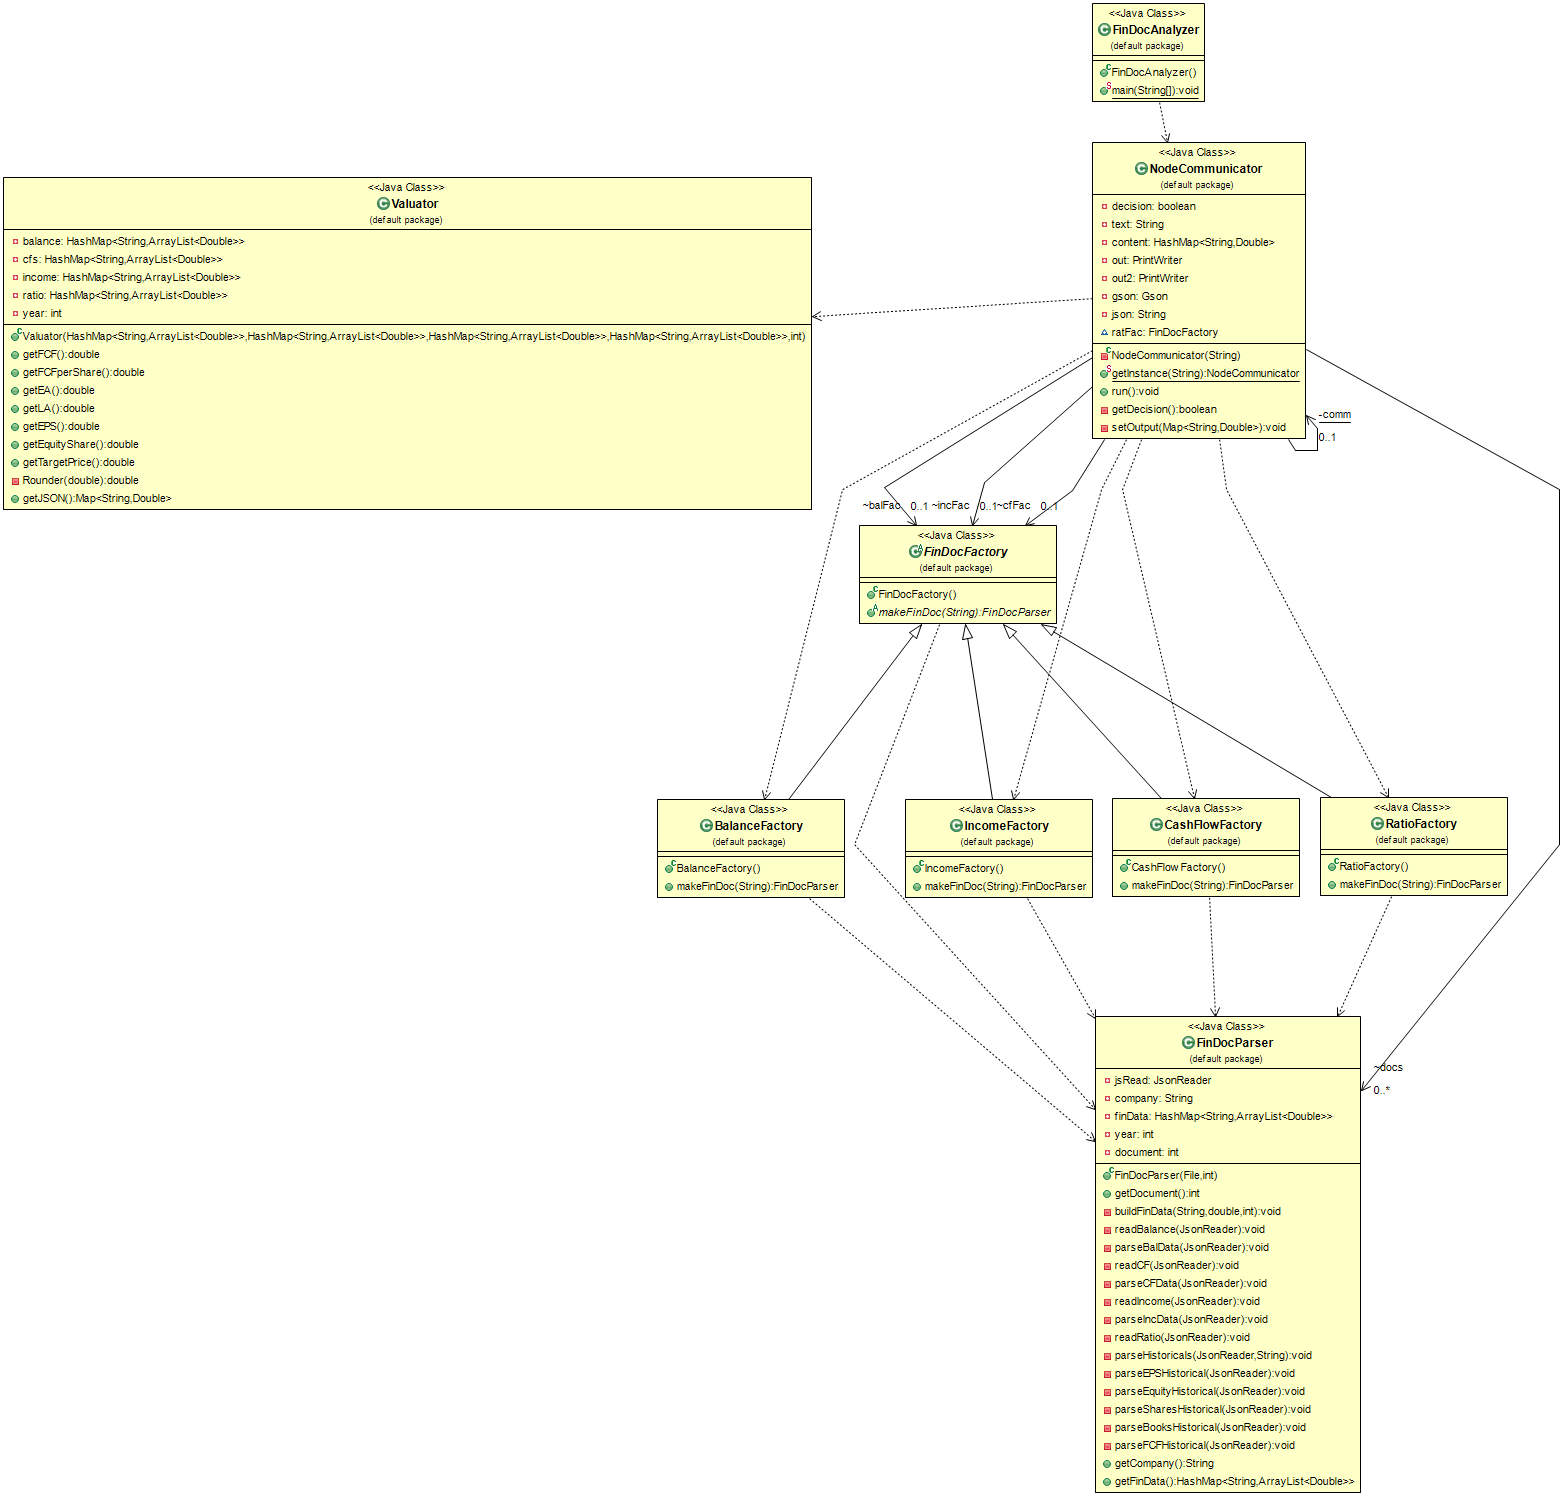 <<Java Class>>
FinDocAnalyzer
(default package)
FinDocAnalyzer()
main(String[]):void
<<Java Class>>
NodeCommunicator
(default package)
decision: boolean
text: String
content: HashMap<String,Double>
out: PrintWriter
out2: PrintWriter
gson: Gson
json: String
ratFac: FinDocFactory
NodeCommunicator(String)
getInstance(String):NodeCommunicator
run():void
getDecision():boolean
setOutput(Map<String,Double>):void
-comm
0..1
<<Java Class>>
Valuator
(default package)
balance: HashMap<String,ArrayList<Double>>
cfs: HashMap<String,ArrayList<Double>>
income: HashMap<String,ArrayList<Double>>
ratio: HashMap<String,ArrayList<Double>>
year: int
Valuator(HashMap<String,ArrayList<Double>>,HashMap<String,ArrayList<Double>>,HashMap<String,ArrayList<Double>>,HashMap<String,ArrayList<Double>>,int)
getFCF():double
getFCFperShare():double
getEA():double
getLA():double
getEPS():double
getEquityShare():double
getTargetPrice():double
Rounder(double):double
getJSON():Map<String,Double>
~balFac 0..1 ~incFac 0..1 ~cfFac 0..1
<<Java Class>>
FinDocFactory
(default package)
FinDocFactory()
makeFinDoc(String):FinDocParser
<<Java Class>>
BalanceFactory
(default package)
BalanceFactory()
makeFinDoc(String):FinDocParser
<<Java Class>>
IncomeFactory
(default package)
IncomeFactory()
makeFinDoc(String):FinDocParser
<<Java Class>>
CashFlowFactory
(default package)
CashFlowFactory()
makeFinDoc(String):FinDocParser
<<Java Class>>
RatioFactory
(default package)
RatioFactory()
makeFinDoc(String):FinDocParser
<<Java Class>>
FinDocParser
(default package)
~docs
0..*
jsRead: JsonReader
company: String
finData: HashMap<String,ArrayList<Double>>
year: int
document: int
FinDocParser(File,int)
getDocument():int
buildFinData(String,double,int):void
readBalance(JsonReader):void
parseBalData(JsonReader):void
readCF(JsonReader):void
parseCFData(JsonReader):void
readIncome(JsonReader):void
parseIncData(JsonReader):void
readRatio(JsonReader):void
parseHistoricals(JsonReader,String):void
parseEPSHistorical(JsonReader):void
parseEquityHistorical(JsonReader):void
parseSharesHistorical(JsonReader):void
parseBooksHistorical(JsonReader):void
parseFCFHistorical(JsonReader):void
getCompany():String
getFinData():HashMap<String,ArrayList<Double>>